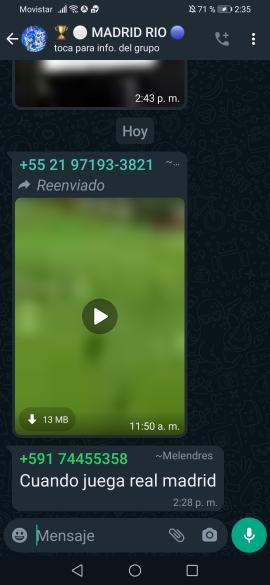 Movistar 71 % 2:35
🏆 ⚪ MADRID RIO 🔵
toca para info. del grupo
2:43 p. m.
Hoy
+55 21 97193-3821 ~...
Reenviado
13 MB 11:50 a. m.
+591 74455358 ~Melendres
Cuando juega real madrid
2:28 p. m.
Mensaje